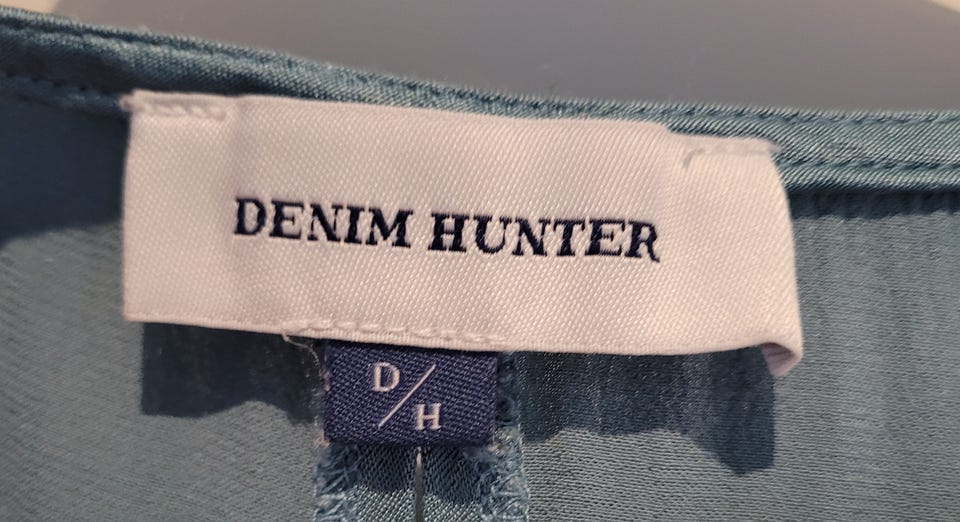 DENIM HUNTER
D/H